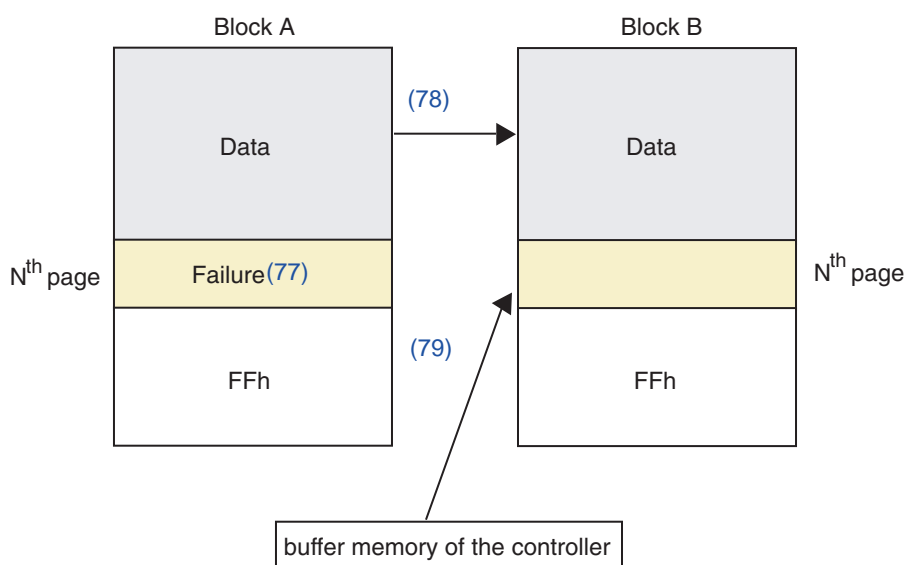 Block A
Block B
(78)
Data
Data
Nth page
Failure(77)
Nth page
(79)
FFh
FFh
buffer memory of the controller